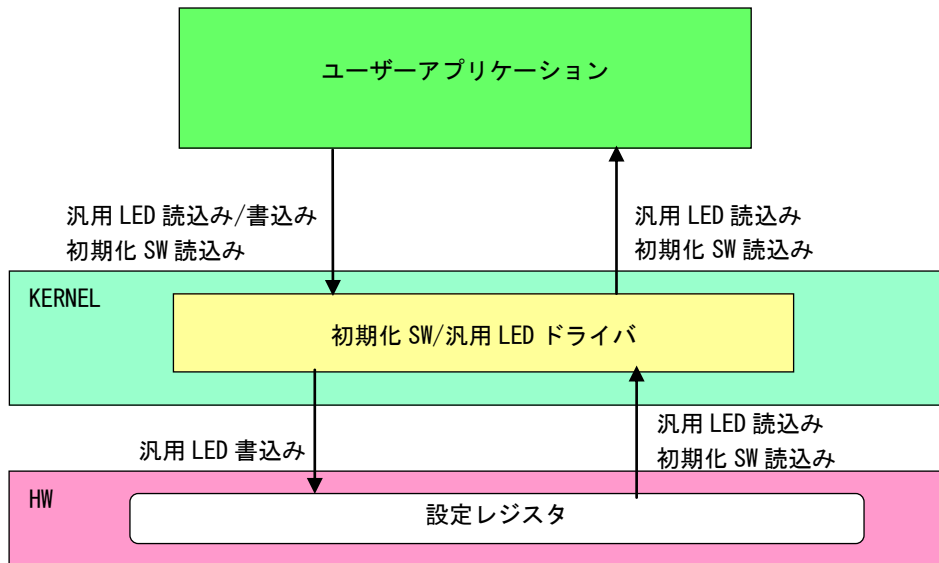 ユーザーアプリケーション
汎用 LED 読込み/書込み
初期化 SW 読込み
汎用 LED 読込み
初期化 SW 読込み
KERNEL
初期化 SW/汎用 LED ドライバ
汎用 LED 書込み
汎用 LED 読込み
初期化 SW 読込み
HW
設定レジスタ